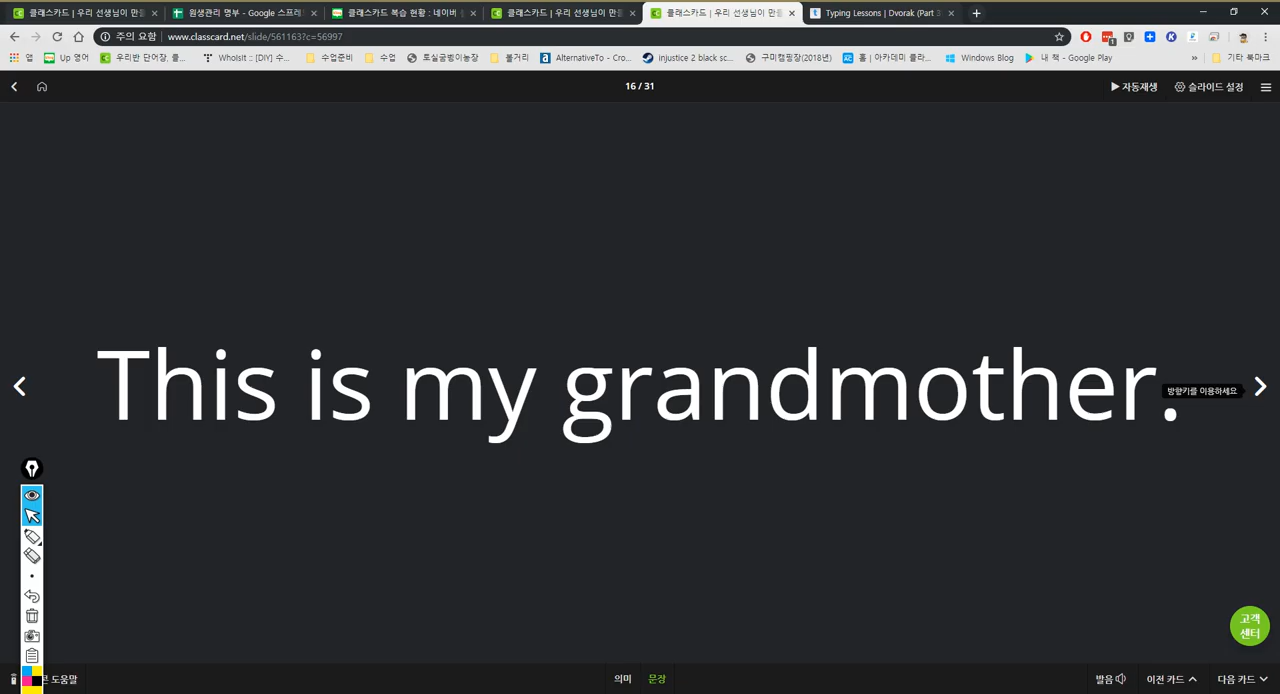 클래스카드 | 우리 선생님이 만든
원생관리 명부 - Google 스프레
클래스카드 복습 현황 : 네이버
클래스카드 | 우리 선생님이 만든
클래스카드 | 우리 선생님이 만든
Typing Lessons | Dvorak (Part 3
주의 요함 | www.classcard.net/slide/561163?c=56997
앱
Up 영어
우리반 단어장, 클...
WhoIsIt :: [DIY] 수...
수업준비
수업
토실굼벵이농장
볼거리
AlternativeTo - Cro...
injustice 2 black sc...
구미캠핑장(2018년)
홈 | 아카데미 클라...
Windows Blog
내 책 - Google Play
»
기타 북마크
16 / 31
자동재생
슬라이드 설정
This is my grandmother.
방향키를 이용하세요
고객
센터
도움말
의미
문장
발음
이전 카드
다음 카드